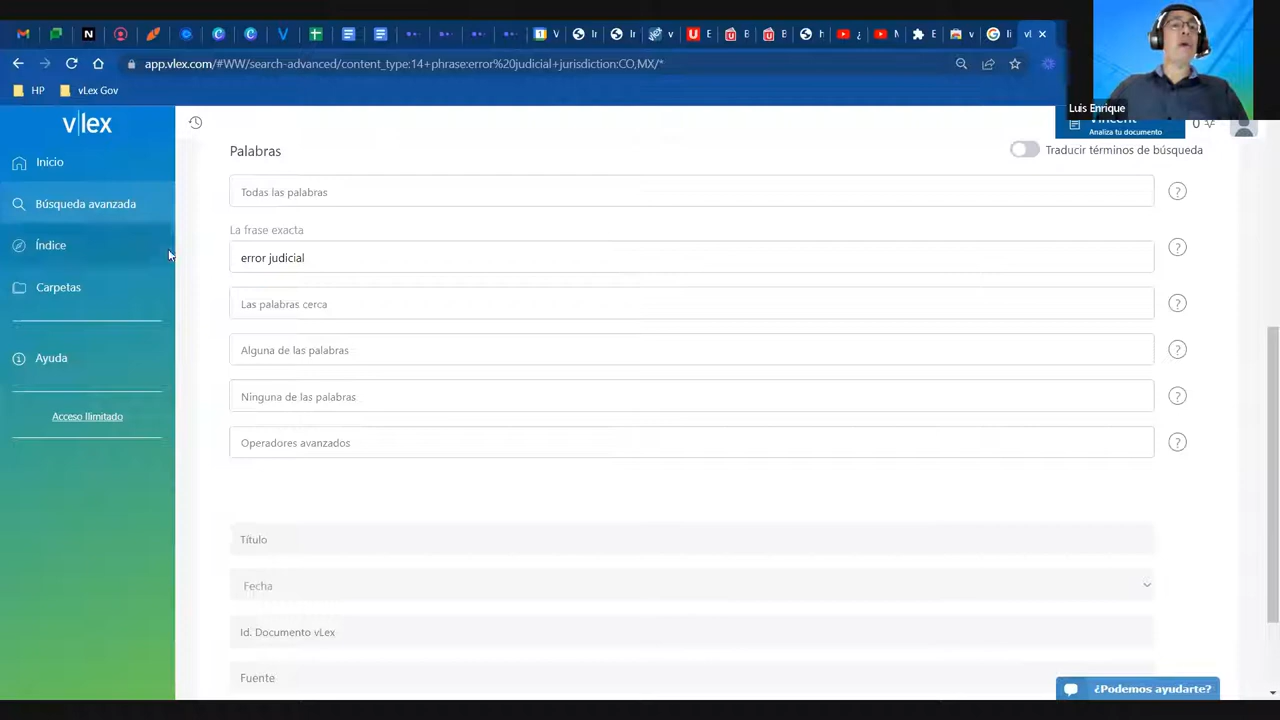 app.vlex.com/#WW/search-advanced/content_type:14+phrase:error%20judicial+jurisdiction:CO,MX/*
HP
vLex Gov
Luis Enrique
v|lex
Analiza tu documento
0
Inicio
Búsqueda avanzada
Índice
Carpetas
Ayuda
Acceso Ilimitado
Palabras
Traducir términos de búsqueda
Todas las palabras
?
La frase exacta
error judicial
?
Las palabras cerca
?
Alguna de las palabras
?
Ninguna de las palabras
?
Operadores avanzados
?
Título
Fecha
Id. Documento vLex
Fuente
¿Podemos ayudarte?